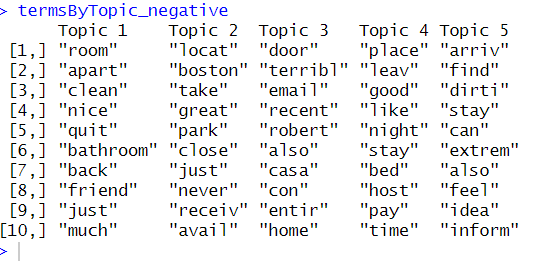 > termsByTopic_negative
Topic 1 Topic 2 Topic 3 Topic 4 Topic 5
[1,] "room" "locat" "door" "place" "arriv"
[2,] "apart" "boston" "terribl" "leav" "find"
[3,] "clean" "take" "email" "good" "dirti"
[4,] "nice" "great" "recent" "like" "stay"
[5,] "quit" "park" "robert" "night" "can"
[6,] "bathroom" "close" "also" "stay" "extrem"
[7,] "back" "just" "casa" "bed" "also"
[8,] "friend" "never" "con" "host" "feel"
[9,] "just" "receiv" "entir" "pay" "idea"
[10,] "much" "avail" "home" "time" "inform"
>